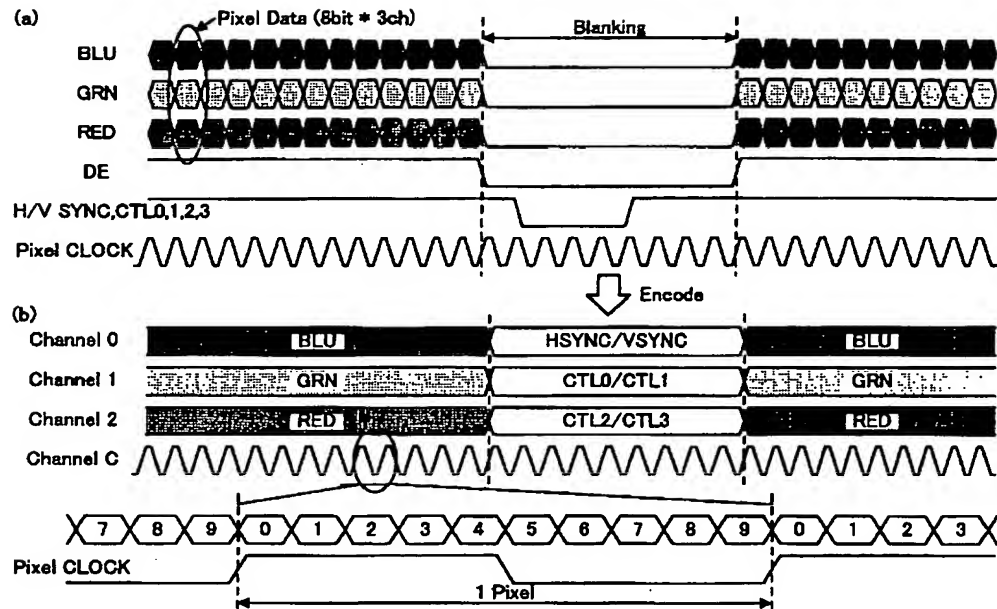 (a)
Pixel Data (8bit * 3ch)
Blanking
BLU
GRN
RED
DE
H/V SYNC,CTL0,1,2,3
Pixel CLOCK
Encode
(b)
Channel 0 BLU HSYNC/VSYNC BLU
Channel 1 GRN CTL0/CTL1 GRN
Channel 2 RED CTL2/CTL3 RED
Channel C
7 8 9 0 1 2 3 4 5 6 7 8 9 0 1 2 3
Pixel CLOCK
1 Pixel